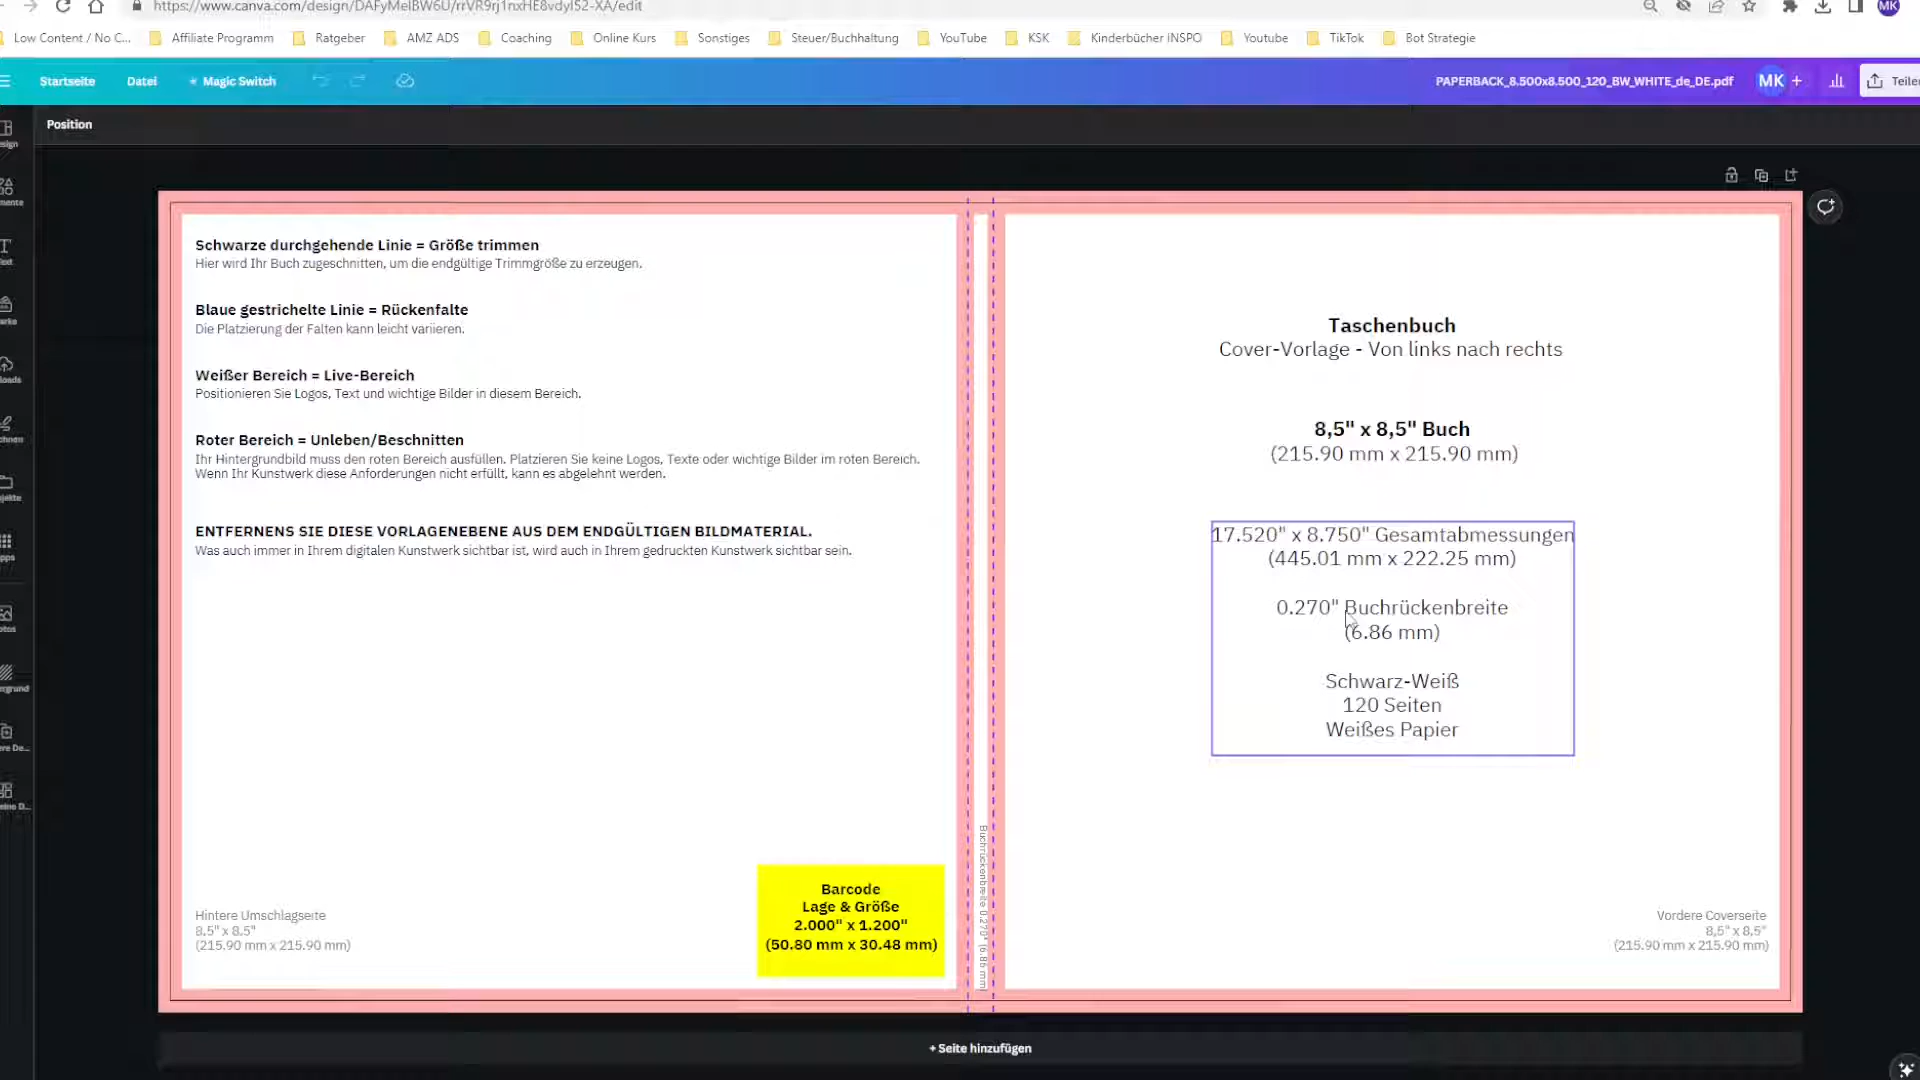 https://www.canva.com/design/DAFyMelBW6U/rrVR9rj1nxHE8vdyI52-XA/edit
MK
Low Content / No C...
Affiliate Programm
Ratgeber
AMZ ADS
Coaching
Online Kurs
Sonstiges
Steuer/Buchhaltung
YouTube
KSK
Kinderbücher INSPO
Youtube
TikTok
Bot Strategie
Startseite
Datei
Magic Switch
PAPERBACK_8.500x8.500_120_BW_WHITE_de_DE.pdf
MK
+
Position
Schwarze durchgehende Linie = Größe trimmen
Hier wird Ihr Buch zugeschnitten, um die endgültige Trimmgröße zu erzeugen.
Blaue gestrichelte Linie = Rückenfalte
Die Platzierung der Falten kann leicht variieren.
Weißer Bereich = Live-Bereich
Positionieren Sie Logos, Text und wichtige Bilder in diesem Bereich.
Roter Bereich = Unleben/Beschnitten
Ihr Hintergrundbild muss den roten Bereich ausfüllen. Platzieren Sie keine Logos, Texte oder wichtige Bilder im roten Bereich.
Wenn Ihr Kunstwerk diese Anforderungen nicht erfüllt, kann es abgelehnt werden.
ENTFERNENS SIE DIESE VORLAGENEBENE AUS DEM ENDGÜLTIGEN BILDMATERIAL.
Was auch immer in Ihrem digitalen Kunstwerk sichtbar ist, wird auch in Ihrem gedruckten Kunstwerk sichtbar sein.
Hintere Umschlagseite
8,5" x 8,5"
(215.90 mm x 215.90 mm)
Barcode
Lage & Größe
2.000" x 1.200"
(50.80 mm x 30.48 mm)
Buchrückenbreite 0.270" (6.86 mm)
Taschenbuch
Cover-Vorlage - Von links nach rechts
8,5" x 8,5" Buch
(215.90 mm x 215.90 mm)
17.520" x 8.750" Gesamtabmessungen
(445.01 mm x 222.25 mm)
0.270" Buchrückenbreite
(6.86 mm)
Schwarz-Weiß
120 Seiten
Weißes Papier
Vordere Coverseite
8,5" x 8,5"
(215.90 mm x 215.90 mm)
+ Seite hinzufügen